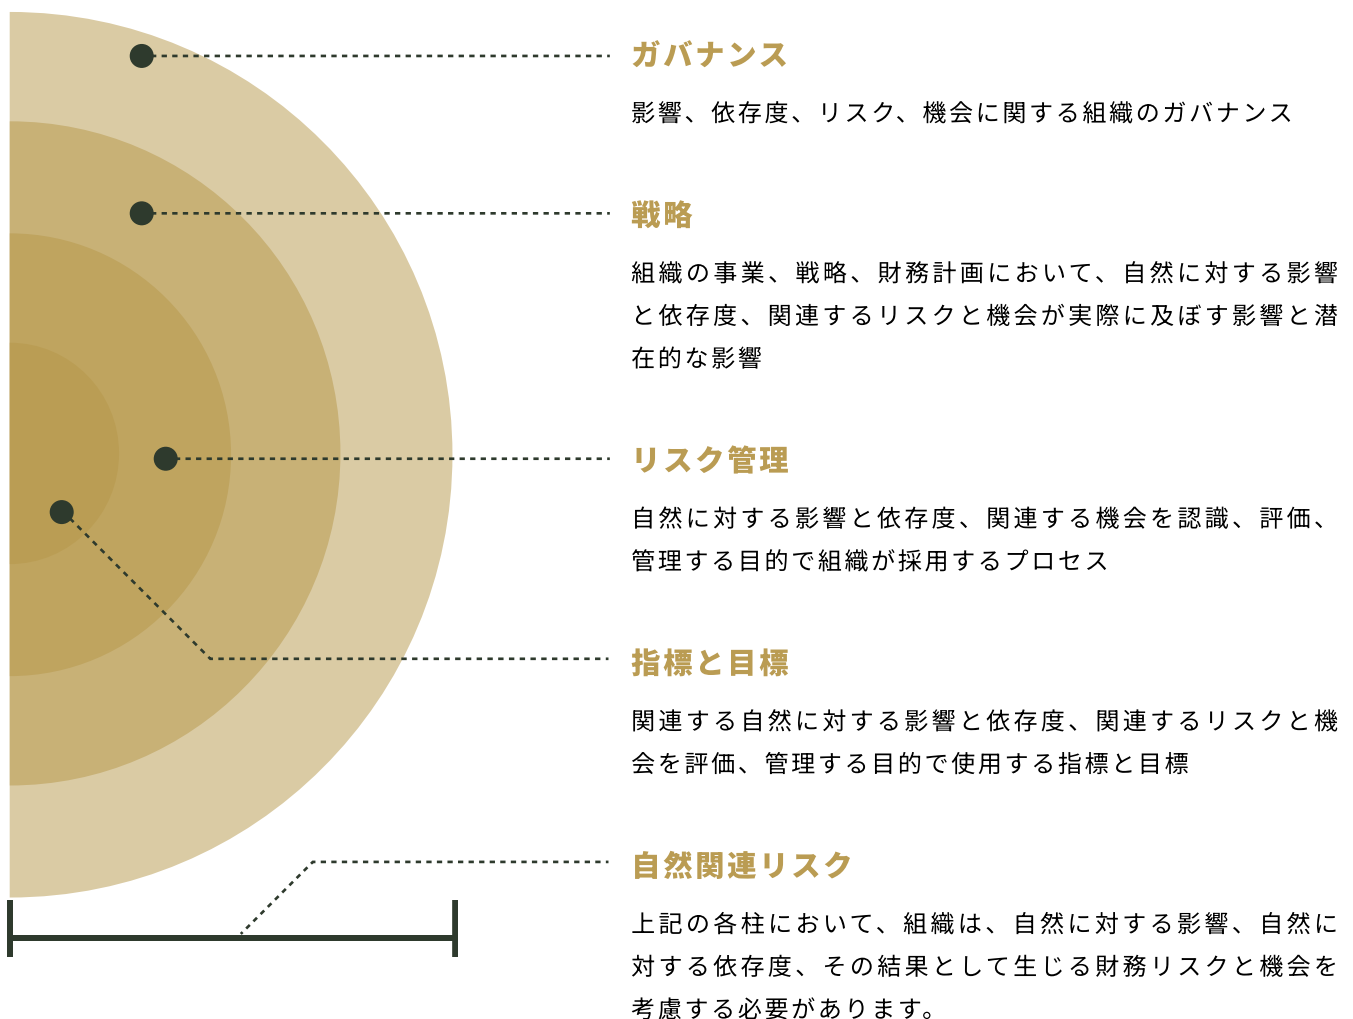 ガバナンス
影響、依存度、リスク、機会に関する組織のガバナンス
戦略
組織の事業、戦略、財務計画において、自然に対する影響
と依存度、関連するリスクと機会が実際に及ぼす影響と潜
在的な影響
リスク管理
自然に対する影響と依存度、関連する機会を認識、評価、
管理する目的で組織が採用するプロセス
指標と目標
関連する自然に対する影響と依存度、関連するリスクと機
会を評価、管理する目的で使用する指標と目標
自然関連リスク
上記の各柱において、組織は、自然に対する影響、自然に
対する依存度、その結果として生じる財務リスクと機会を
考慮する必要があります。